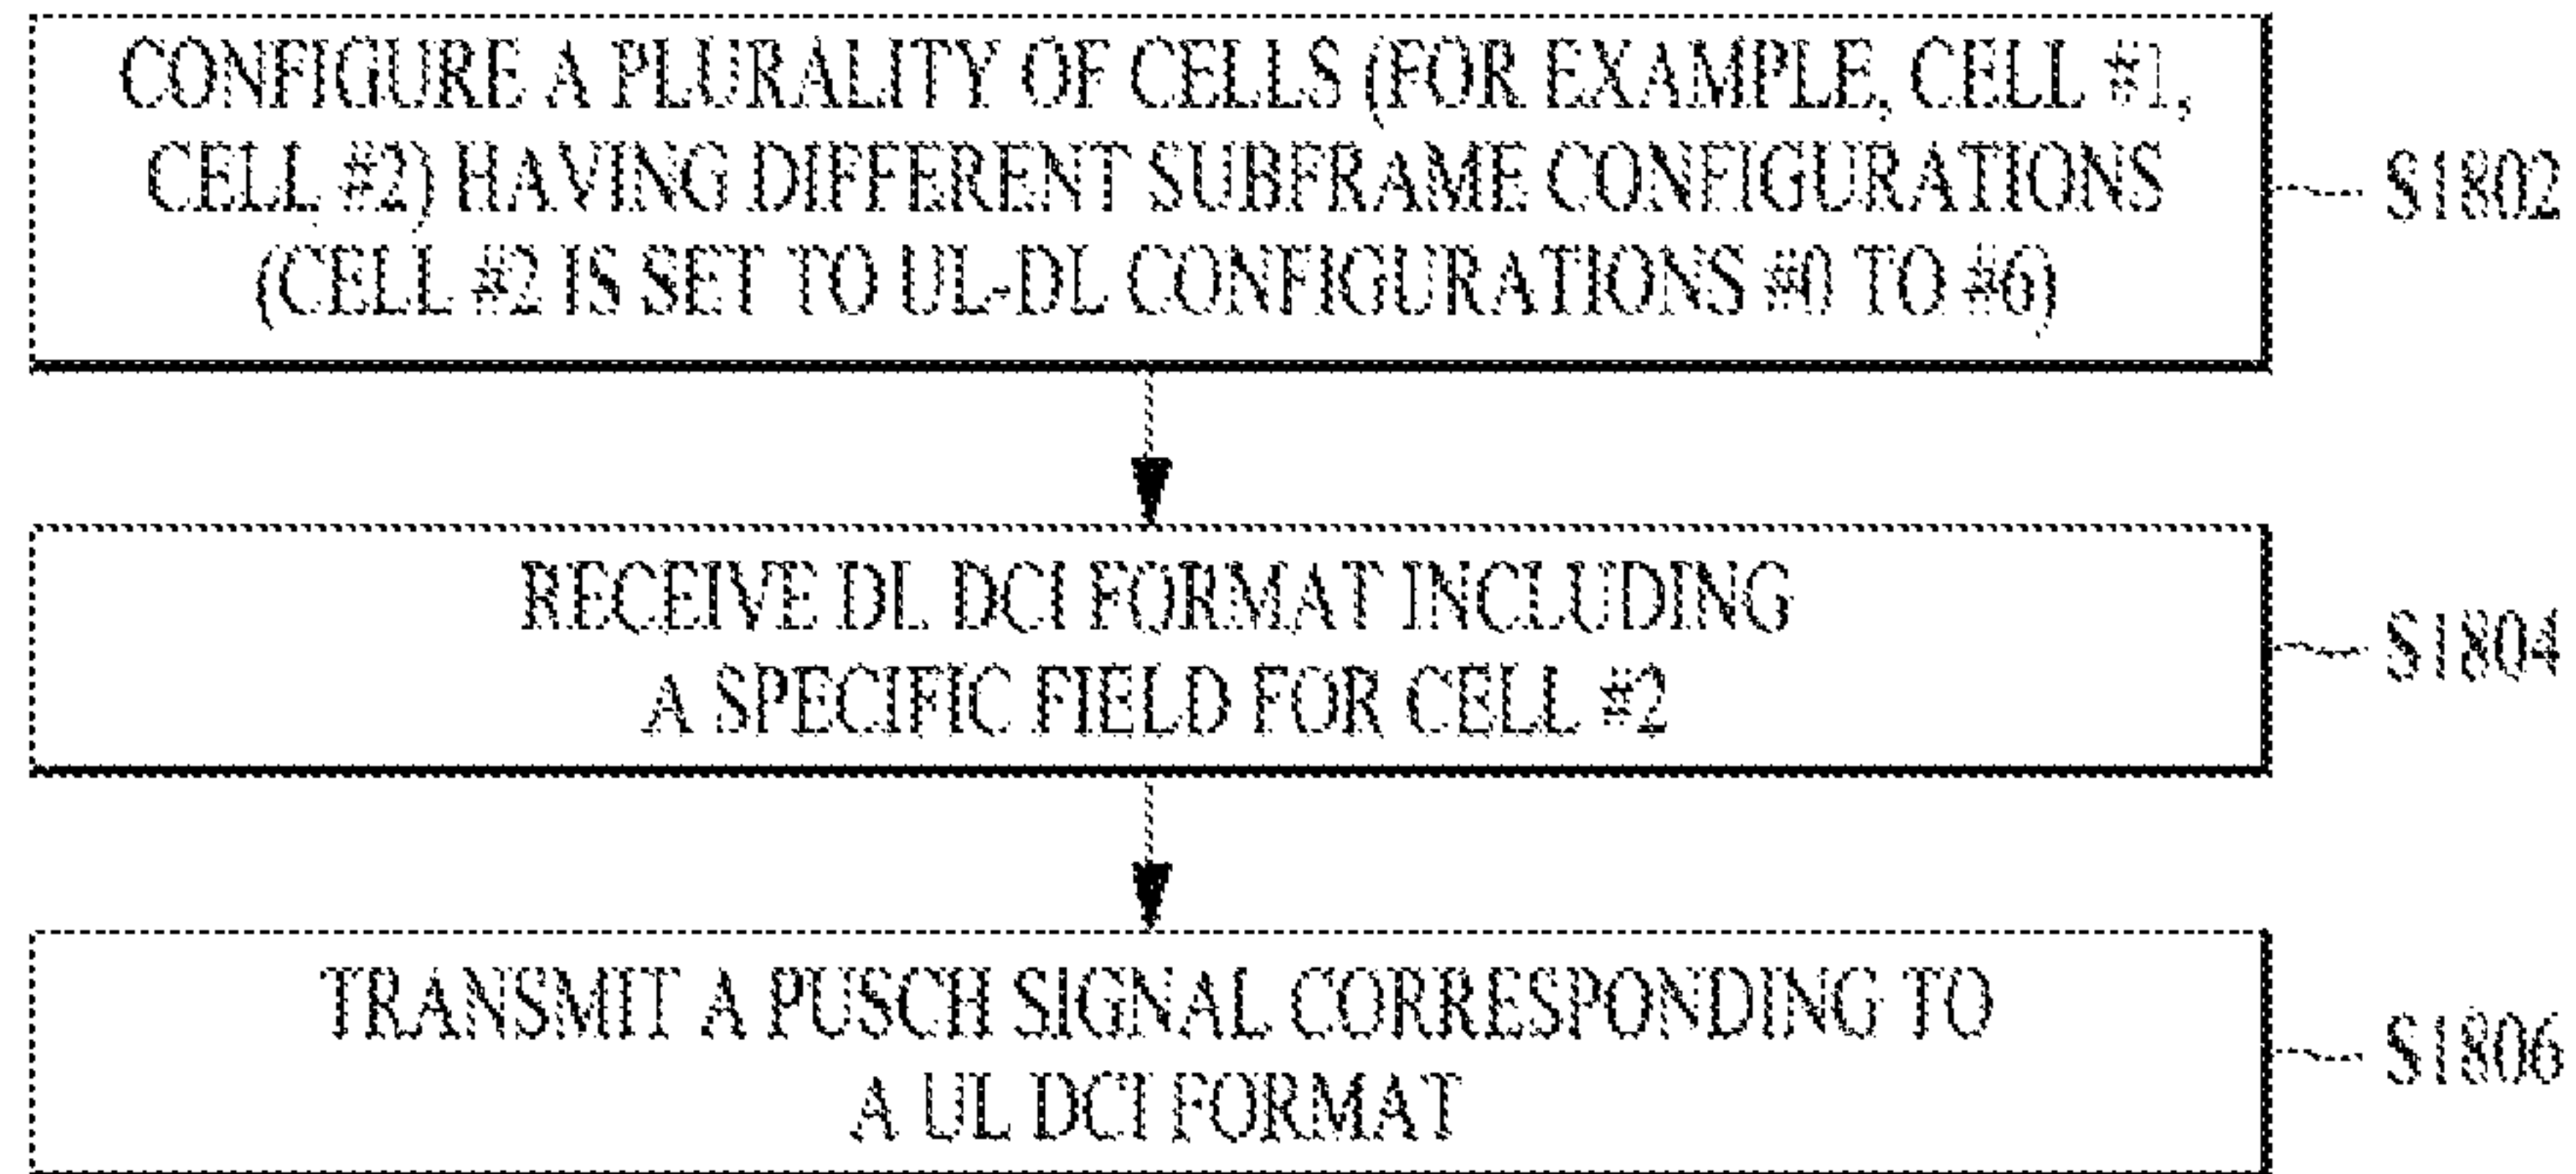 CONFIGURE A PLURALITY OF CELLS (FOR EXAMPLE, CELL #1,
CELL #2) HAVING DIFFERENT SUBFRAME CONFIGURATIONS
(CELL #2 IS SET TO UL-DL CONFIGURATIONS #0 TO #6)
S1802
RECEIVE DL DCI FORMAT INCLUDING
A SPECIFIC FIELD FOR CELL #2
S1804
TRANSMIT A PUSCH SIGNAL CORRESPONDING TO
A UL DCI FORMAT
S1806